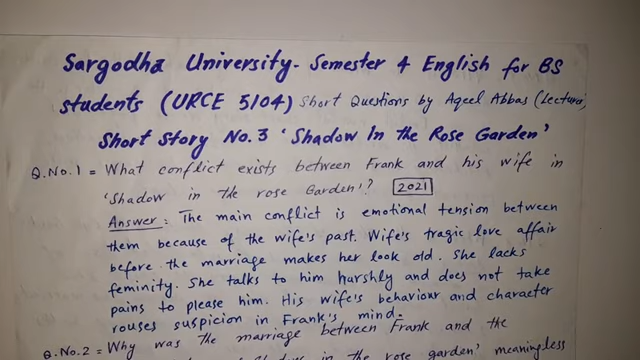 Sargodha University. Semester 4 English for BS
students (URCE 5104) Short Questions by Aqeel Abbas (Lecturer,
Short Story No. 3 'Shadow In the Rose Garden'
Q.No.1 = What conflict exists between Frank and his wife in
'Shadow in the rose Garden'? 2021
Answer: The main conflict is emotional tension between
them because of the wife's past. Wife's tragic love affair
before the marriage makes her look old. She lacks
feminity. She talks to him harshly and does not take
pains to please him. His wife's behaviour and character
rouses suspicion in Frank's mind.
Q.No.2 = Why was the marriage between Frank and the
in the rose garden' meaningless